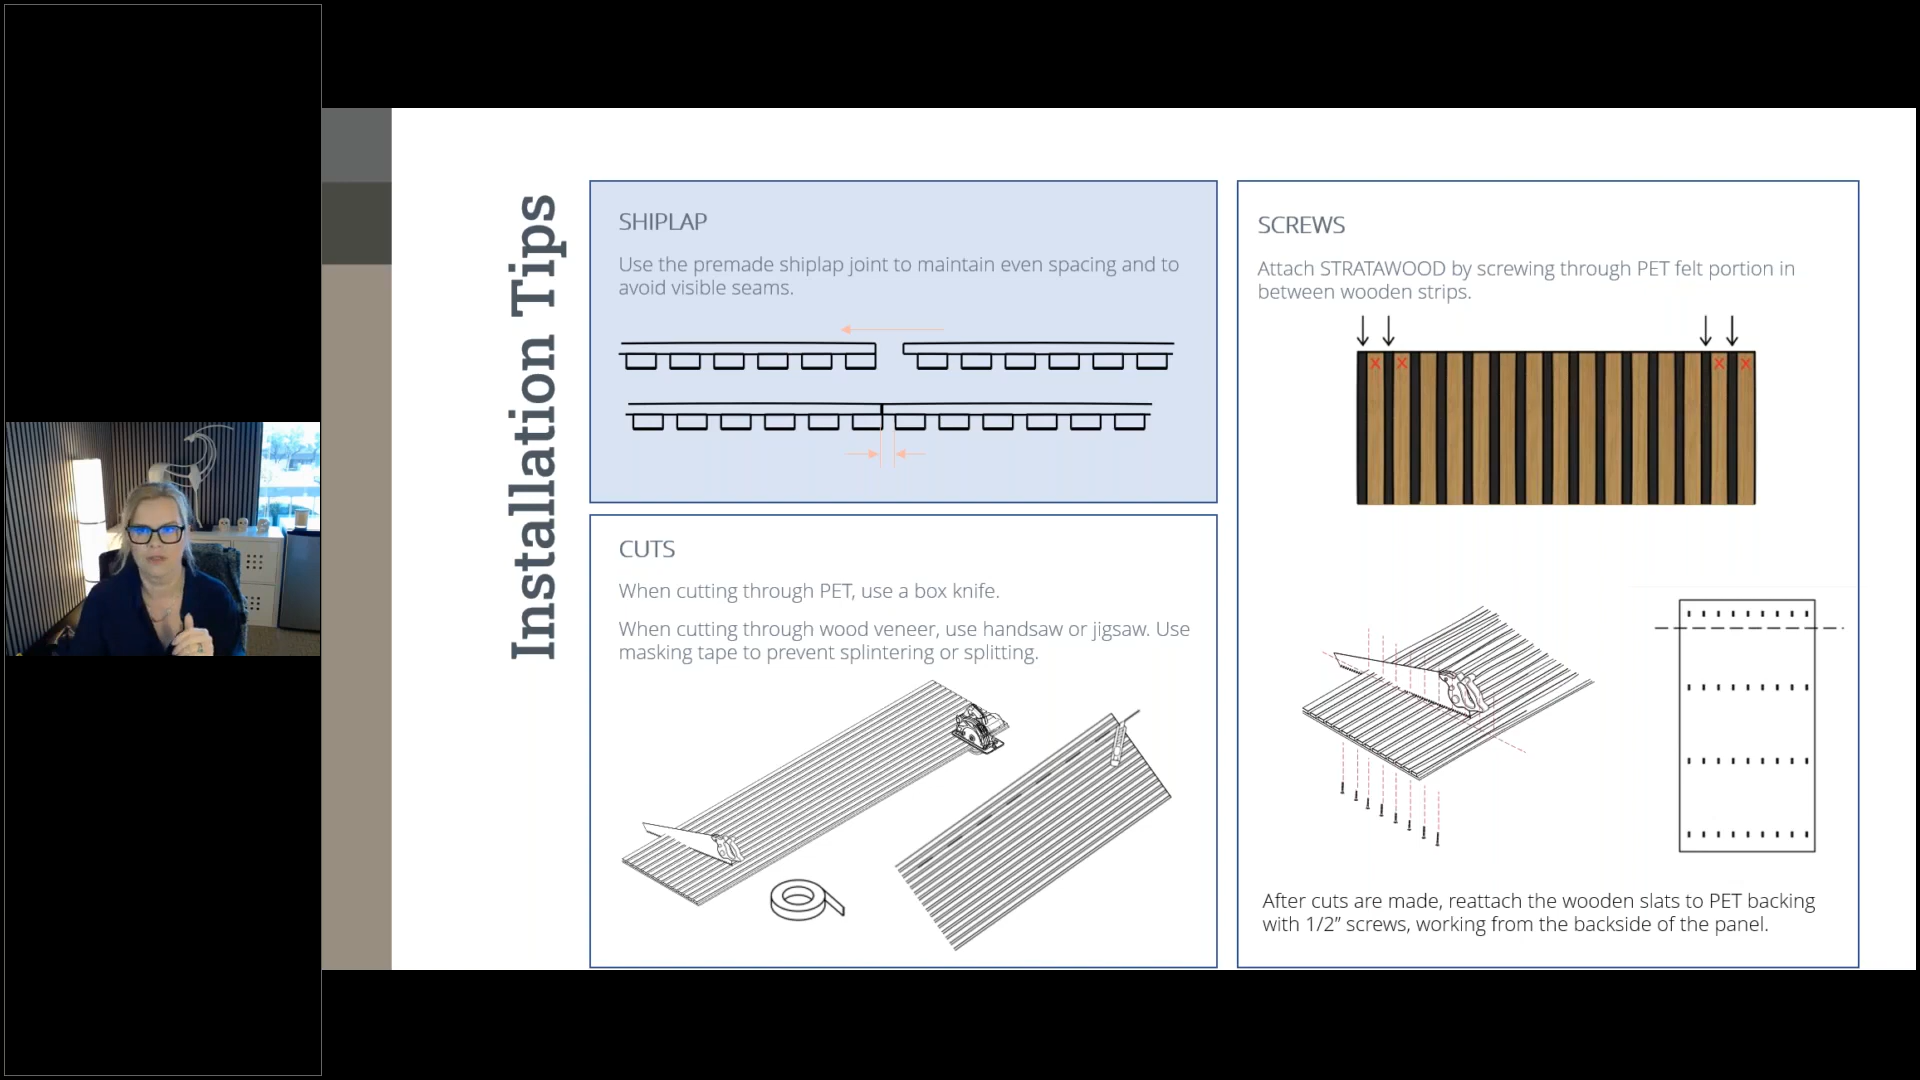 Installation Tips
SHIPLAP
Use the premade shiplap joint to maintain even spacing and to
avoid visible seams.
CUTS
When cutting through PET, use a box knife.
When cutting through wood veneer, use handsaw or jigsaw. Use
masking tape to prevent splintering or splitting.
SCREWS
Attach STRATAWOOD by screwing through PET felt portion in
between wooden strips.
X X X X
After cuts are made, reattach the wooden slats to PET backing
with 1/2” screws, working from the backside of the panel.